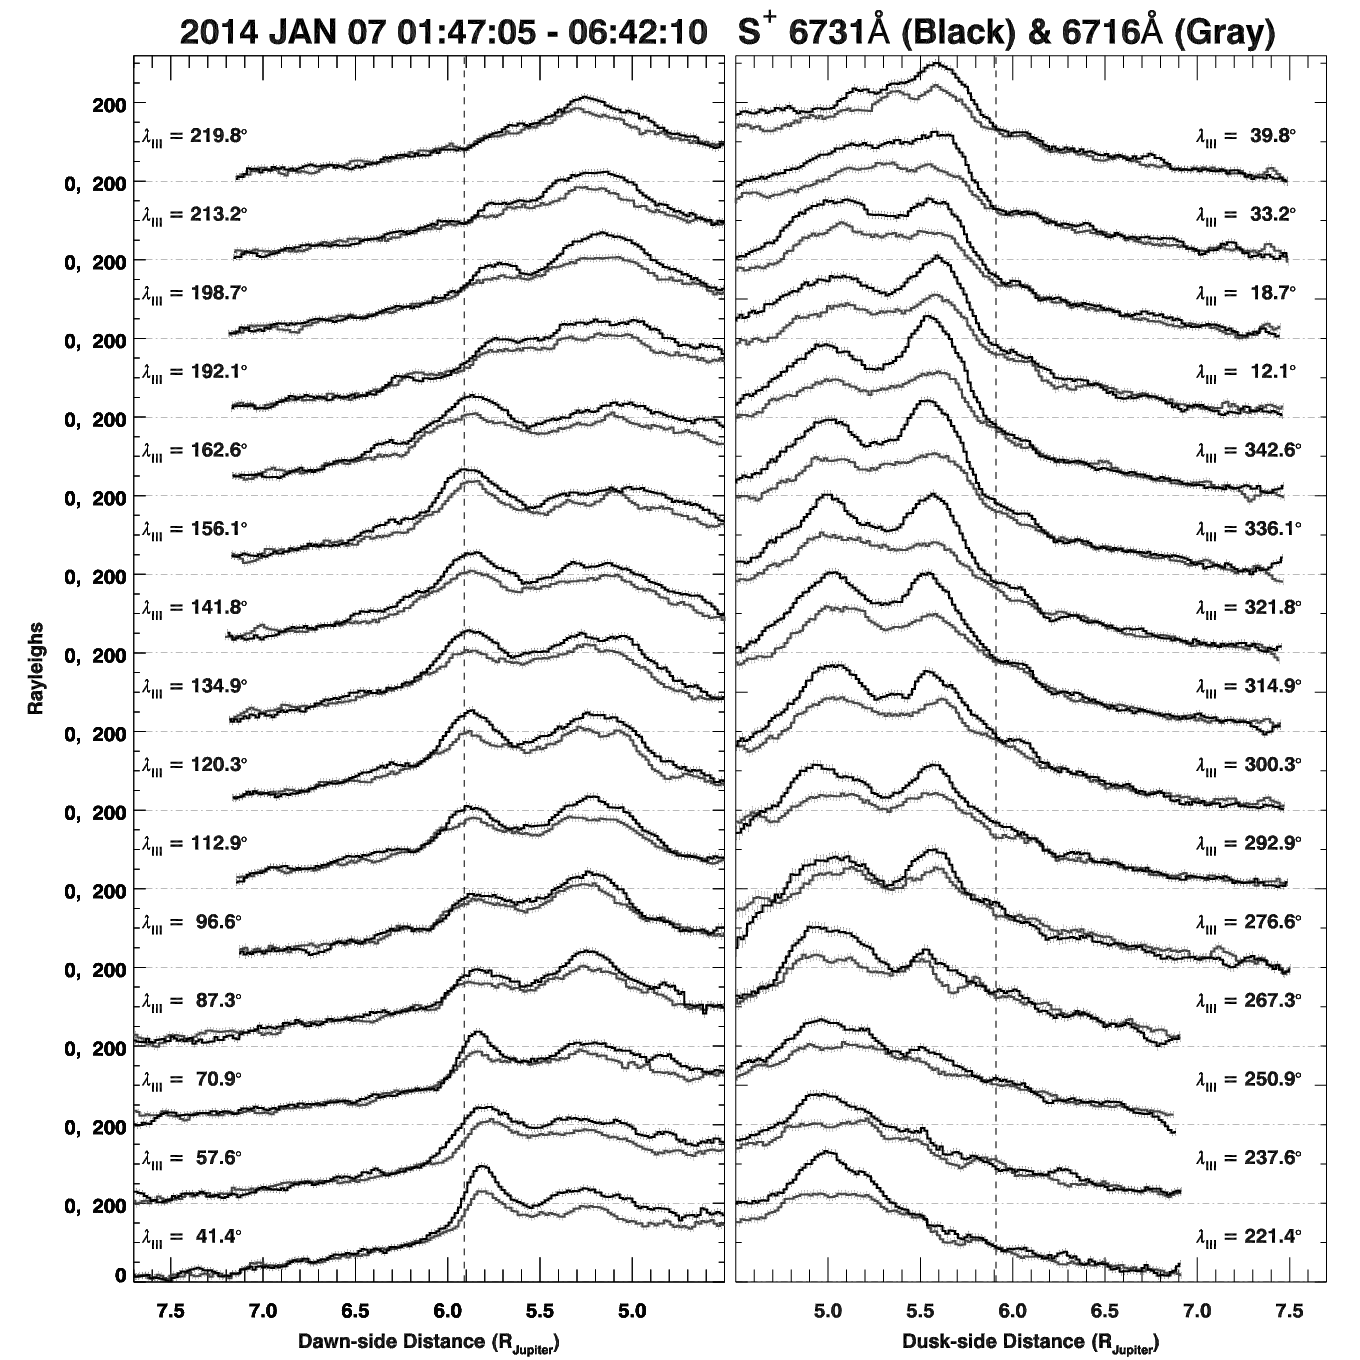 2014 JAN 07 01:47:05 - 06:42:10 S+ 6731Å (Black) & 6716Å (Gray)
200
λIII = 219.8°
λIII = 39.8°
0, 200
λIII = 213.2°
λIII = 33.2°
0, 200
λIII = 198.7°
λIII = 18.7°
0, 200
λIII = 192.1°
λIII = 12.1°
0, 200
λIII = 162.6°
λIII = 342.6°
0, 200
λIII = 156.1°
λIII = 336.1°
0, 200
λIII = 141.8°
λIII = 321.8°
0, 200
λIII = 134.9°
λIII = 314.9°
0, 200
λIII = 120.3°
λIII = 300.3°
0, 200
λIII = 112.9°
λIII = 292.9°
0, 200
λIII = 96.6°
λIII = 276.6°
0, 200
λIII = 87.3°
λIII = 267.3°
0, 200
λIII = 70.9°
λIII = 250.9°
0, 200
λIII = 57.6°
λIII = 237.6°
0, 200
λIII = 41.4°
λIII = 221.4°
0
Rayleighs
7.5 7.0 6.5 6.0 5.5 5.0
5.0 5.5 6.0 6.5 7.0 7.5
Dawn-side Distance (RJupiter)
Dusk-side Distance (RJupiter)